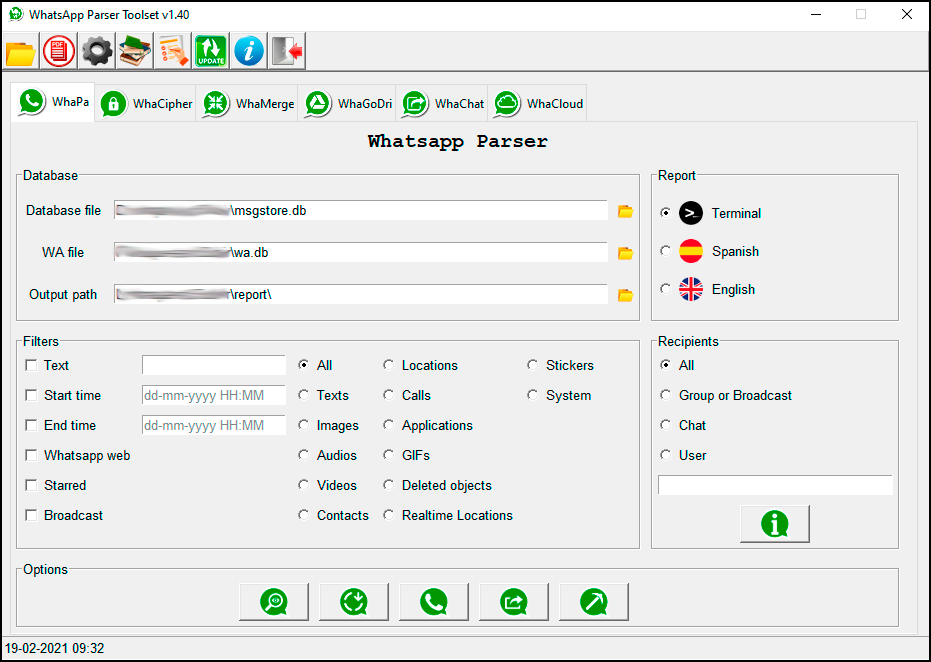 WhatsApp Parser Toolset v1.40
PDF
UPDATE
WhaPa WhaCipher WhaMerge WhaGoDri WhaChat WhaCloud
Whatsapp Parser
Database
Database file \msgstore.db
WA file \wa.db
Output path \report\
Report
Terminal
Spanish
English
Filters
Text All Locations Stickers
Start time dd-mm-yyyy HH:MM Texts Calls System
End time dd-mm-yyyy HH:MM Images Applications
Whatsapp web Audios GIFs
Starred Videos Deleted objects
Broadcast Contacts Realtime Locations
Recipients
All
Group or Broadcast
Chat
User
Options
19-02-2021 09:32